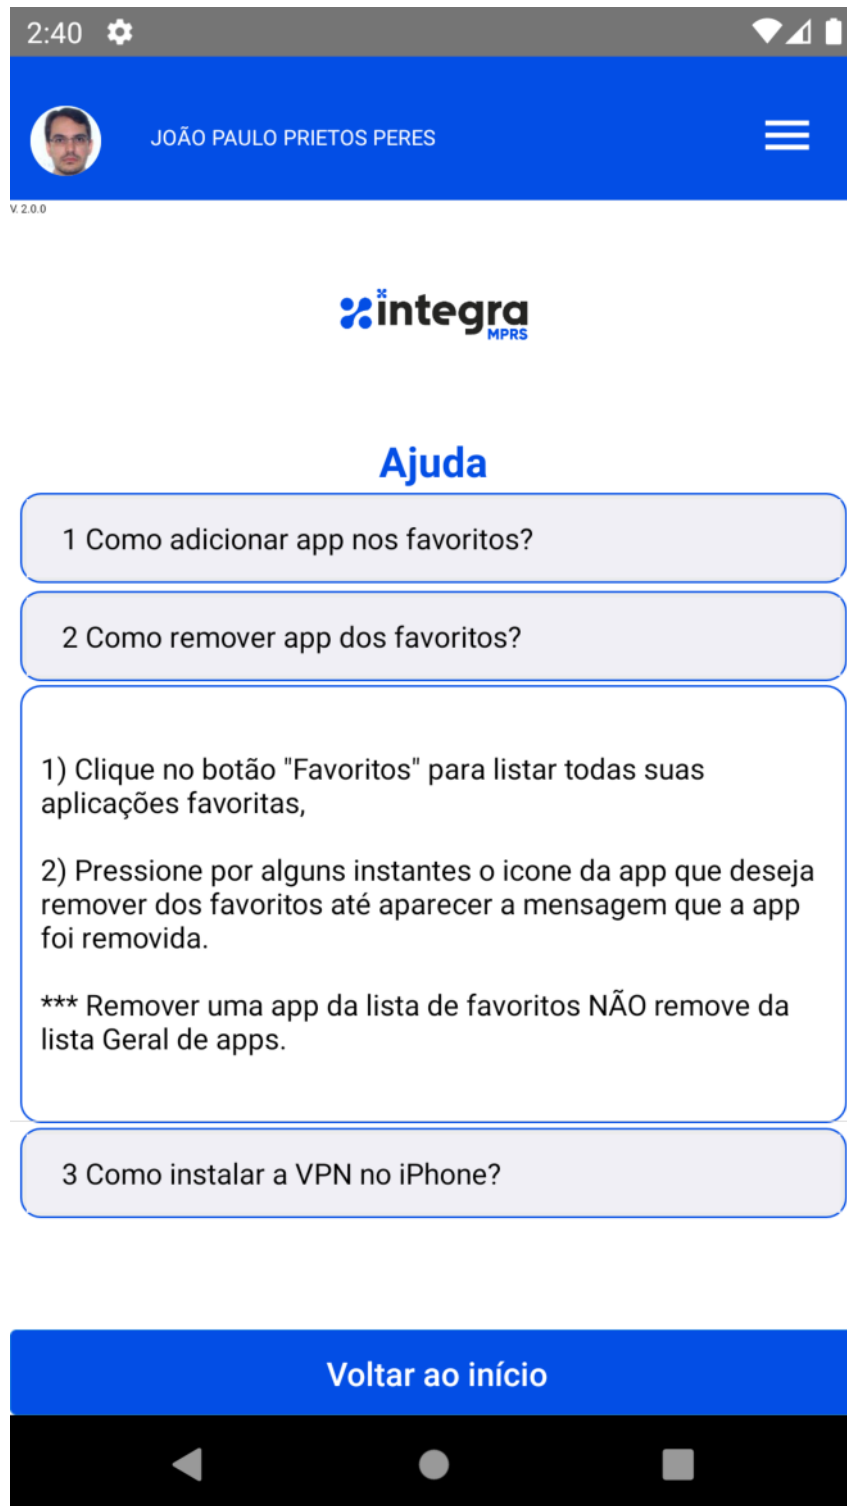 2:40
JOÃO PAULO PRIETOS PERES
V. 2.0.0
integra
MPRS
Ajuda
1 Como adicionar app nos favoritos?
2 Como remover app dos favoritos?
1) Clique no botão "Favoritos" para listar todas suas
aplicações favoritas,
2) Pressione por alguns instantes o icone da app que deseja
remover dos favoritos até aparecer a mensagem que a app
foi removida.
*** Remover uma app da lista de favoritos NÃO remove da
lista Geral de apps.
3 Como instalar a VPN no iPhone?
Voltar ao início